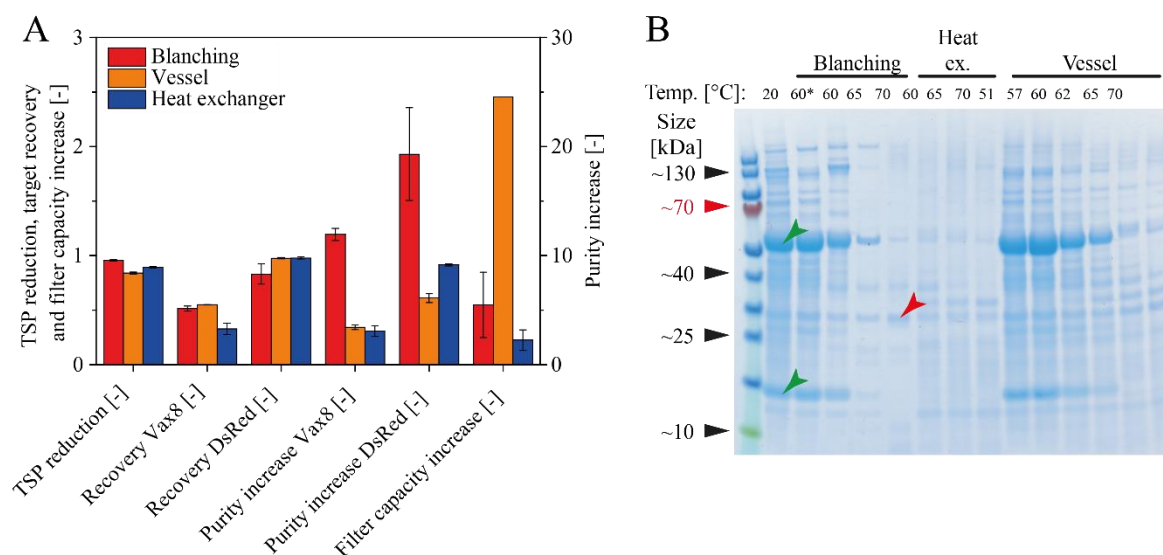 A
TSP reduction, target recovery
and filter capacity increase [-]
3
2
1
0
Blanching
Vessel
Heat exchanger
30
20
10
0
Purity increase [-]
TSP reduction [-]
Recovery Vax8 [-]
Recovery DsRed [-]
Purity increase Vax8 [-]
Purity increase DsRed [-]
Filter capacity increase [-]
B
Heat
Blanching ex. Vessel
Temp. [°C]: 20 60* 60 65 70 60 65 70 51 57 60 62 65 70
Size
[kDa]
~130
~70
~40
~25
~10